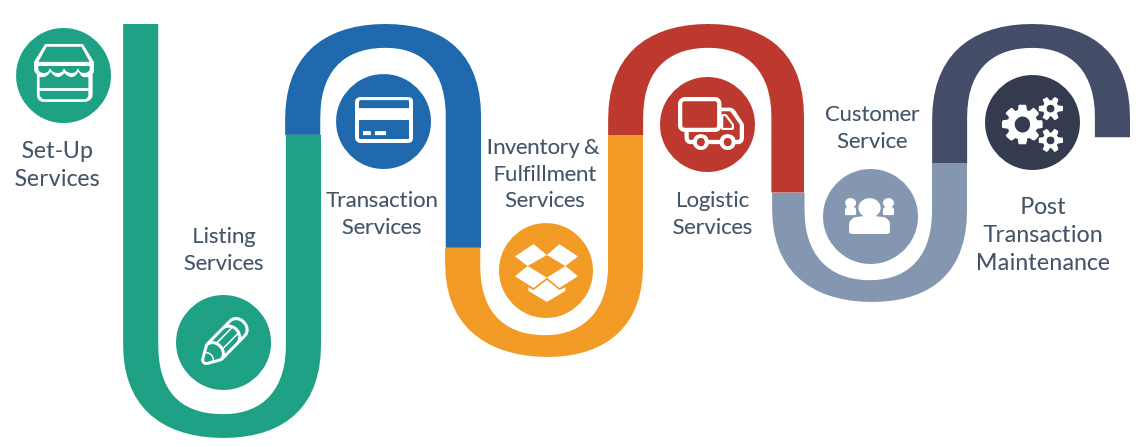 Set-Up
Services
Listing
Services
Transaction
Services
Inventory &
Fulfillment
Services
Logistic
Services
Customer
Service
Post
Transaction
Maintenance